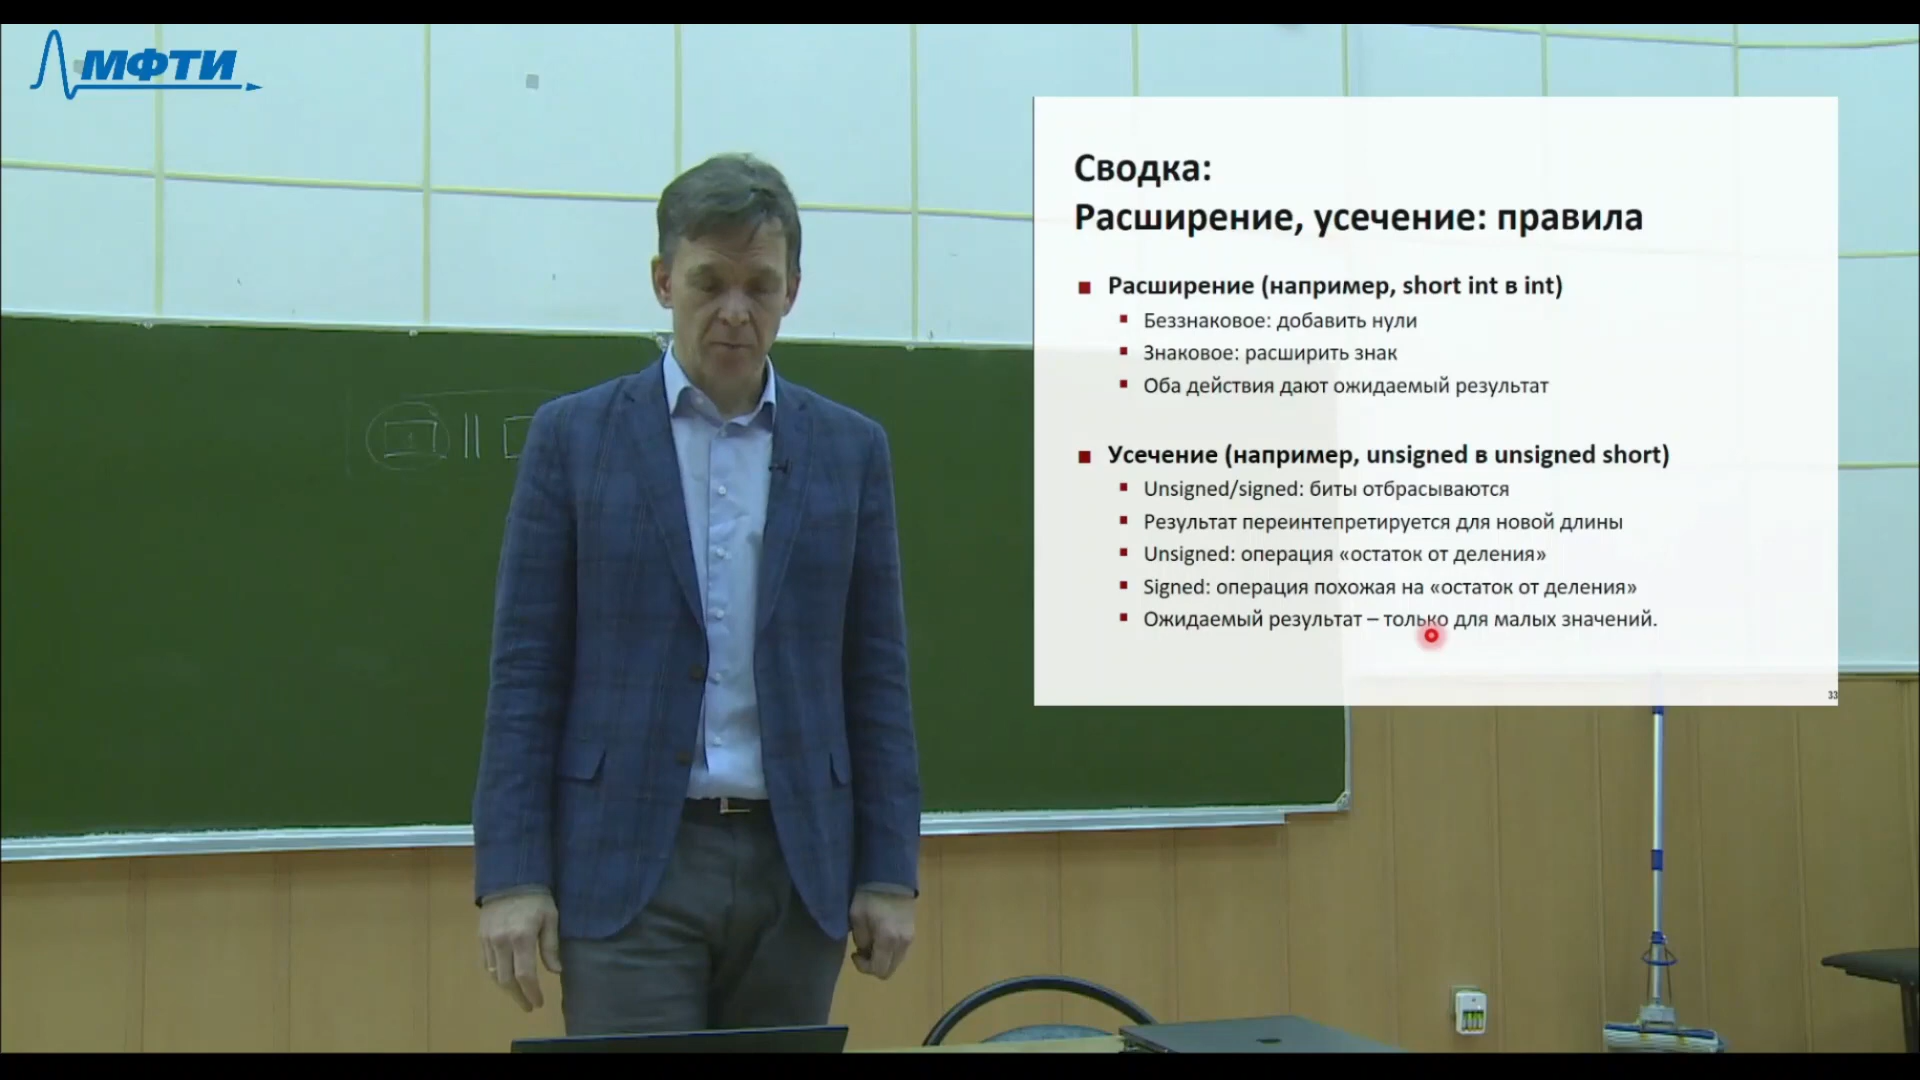 МФТИ
Сводка:
Расширение, усечение: правила
Расширение (например, short int в int)
Беззнаковое: добавить нули
Знаковое: расширить знак
Оба действия дают ожидаемый результат
Усечение (например, unsigned в unsigned short)
Unsigned/signed: биты отбрасываются
Результат переинтепретируется для новой длины
Unsigned: операция «остаток от деления»
Signed: операция похожая на «остаток от деления»
Ожидаемый результат – только для малых значений.
33